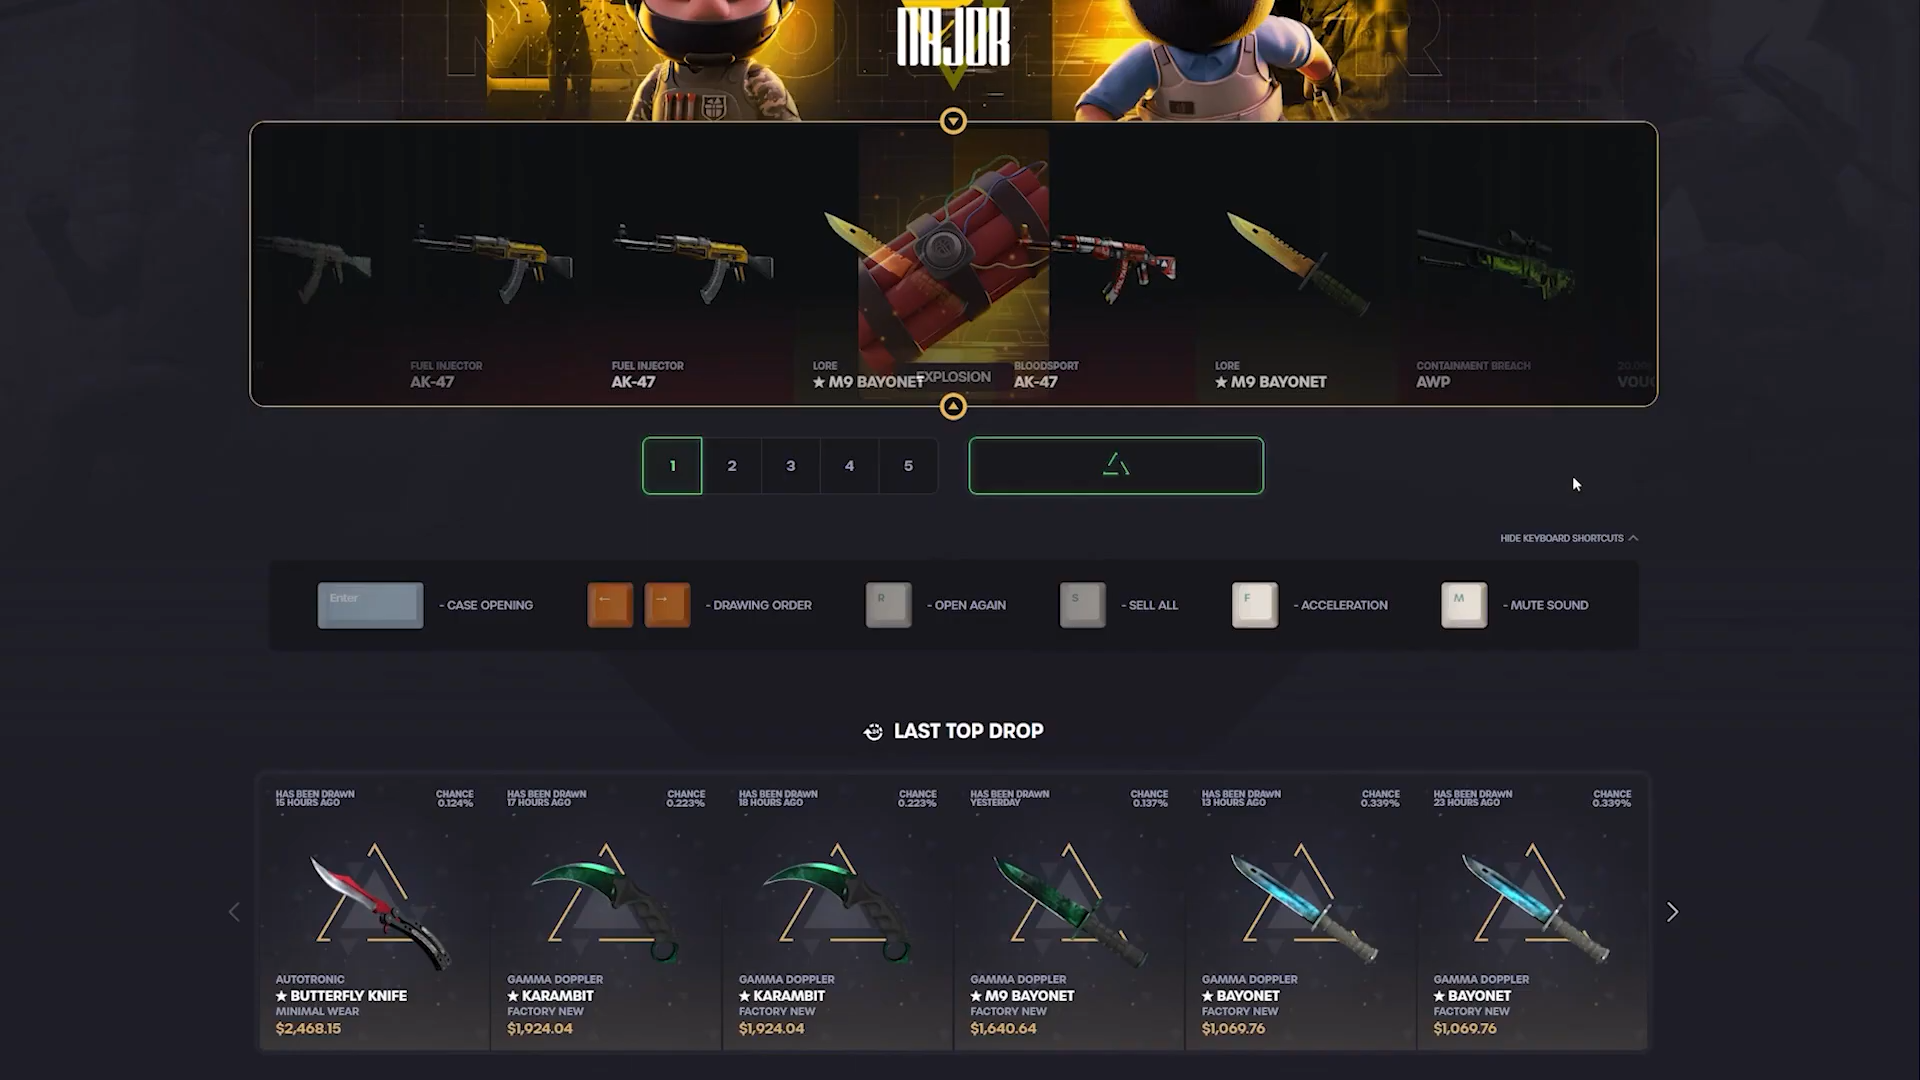 MAJOR
FUEL INJECTOR
AK-47
FUEL INJECTOR
AK-47
LORE
★ M9 BAYONET
EXPLOSION
BLOODSPORT
AK-47
LORE
★ M9 BAYONET
CONTAINMENT BREACH
AWP
1 2 3 4 5
HIDE KEYBOARD SHORTCUTS
Enter - CASE OPENING
← → - DRAWING ORDER
R - OPEN AGAIN
S - SELL ALL
F - ACCELERATION
M - MUTE SOUND
LAST TOP DROP
HAS BEEN DRAWN
15 HOURS AGO
CHANCE
0.124%
AUTOTRONIC
★ BUTTERFLY KNIFE
MINIMAL WEAR
$2,468.15
HAS BEEN DRAWN
17 HOURS AGO
CHANCE
0.223%
GAMMA DOPPLER
★ KARAMBIT
FACTORY NEW
$1,924.04
HAS BEEN DRAWN
18 HOURS AGO
CHANCE
0.223%
GAMMA DOPPLER
★ KARAMBIT
FACTORY NEW
$1,924.04
HAS BEEN DRAWN
YESTERDAY
CHANCE
0.137%
GAMMA DOPPLER
★ M9 BAYONET
FACTORY NEW
$1,640.64
HAS BEEN DRAWN
13 HOURS AGO
CHANCE
0.339%
GAMMA DOPPLER
★ BAYONET
FACTORY NEW
$1,069.76
HAS BEEN DRAWN
23 HOURS AGO
CHANCE
0.339%
GAMMA DOPPLER
★ BAYONET
FACTORY NEW
$1,069.76